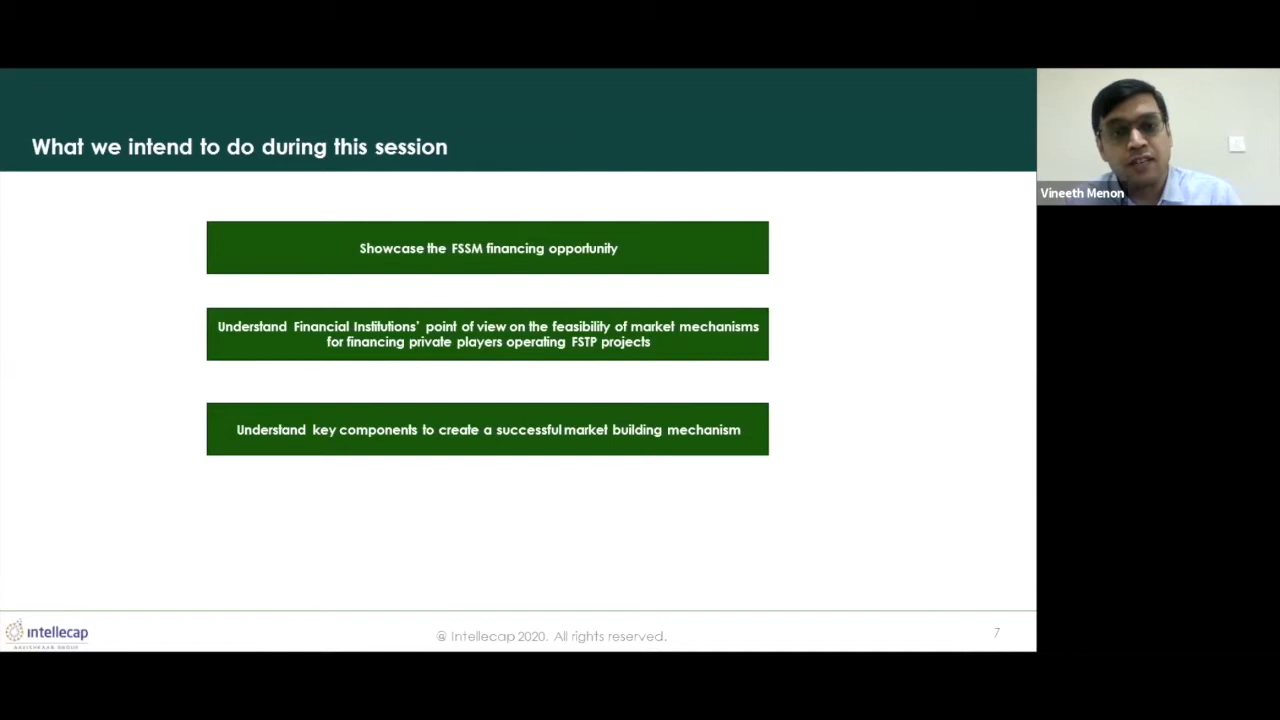 What we intend to do during this session
Vineeth Menon
Showcase the FSSM financing opportunity
Understand Financial Institutions' point of view on the feasibility of market mechanisms
for financing private players operating FSTP projects
Understand key components to create a successful market building mechanism
intellecap
AAVISHKAAR GROUP
@ Intellecap 2020. All rights reserved.
7